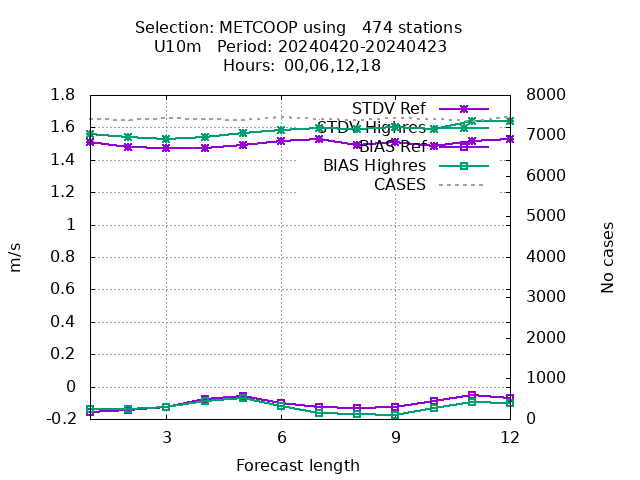 Selection: METCOOP using   474 stations
U10m   Period: 20240420-20240423
Hours: 00,06,12,18
1.8
1.6
1.4
1.2
1
0.8
0.6
0.4
0.2
0
-0.2
8000
7000
6000
5000
4000
3000
2000
1000
0
STDV Ref
STDV Highres
BIAS Ref
BIAS Highres
CASES
m/s
No cases
3
6
9
12
Forecast length